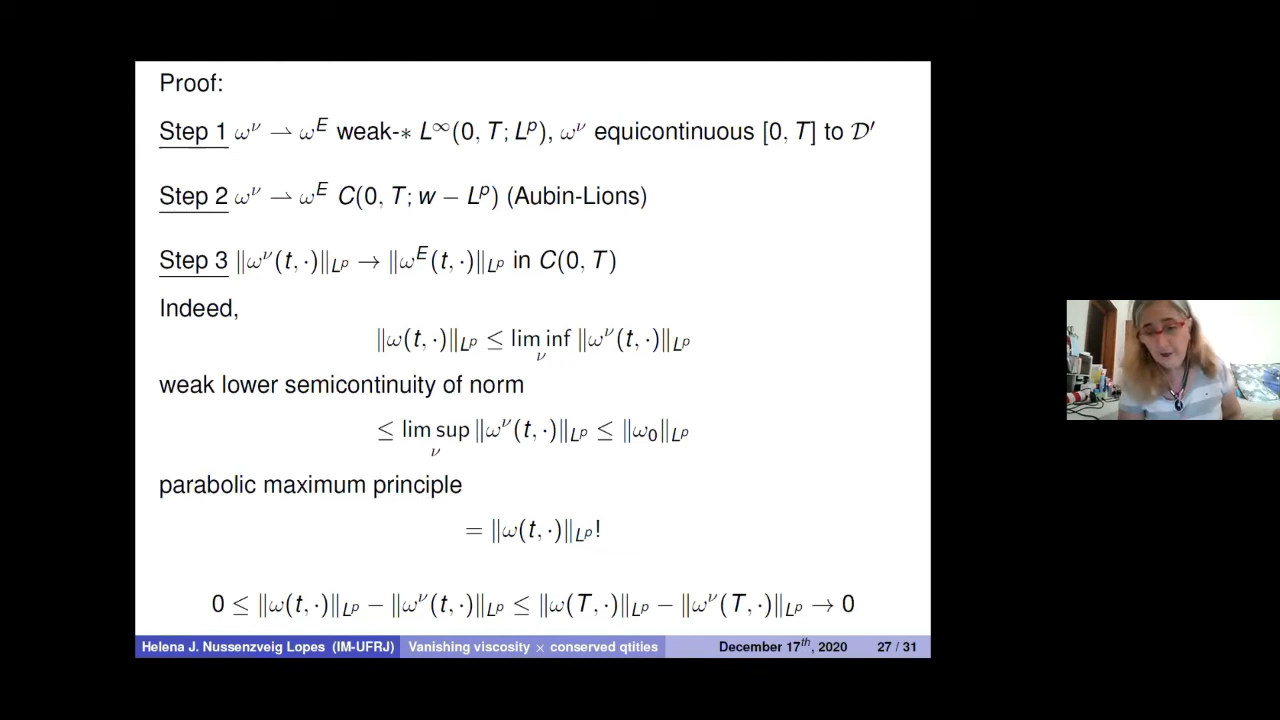 Proof:
Step 1 ω^ν ⇀ ω^E weak-∗ L^∞(0, T; L^p), ω^ν equicontinuous [0, T] to 𝒟′
Step 2 ω^ν ⇀ ω^E C(0, T; w − L^p) (Aubin-Lions)
Step 3 ‖ω^ν(t, ·)‖_{L^p} → ‖ω^E(t, ·)‖_{L^p} in C(0, T)
Indeed,
‖ω(t, ·)‖_{L^p} ≤ lim inf_ν ‖ω^ν(t, ·)‖_{L^p}
weak lower semicontinuity of norm
≤ lim sup_ν ‖ω^ν(t, ·)‖_{L^p} ≤ ‖ω_0‖_{L^p}
parabolic maximum principle
= ‖ω(t, ·)‖_{L^p}!
0 ≤ ‖ω(t, ·)‖_{L^p} − ‖ω^ν(t, ·)‖_{L^p} ≤ ‖ω(T, ·)‖_{L^p} − ‖ω^ν(T, ·)‖_{L^p} → 0
Helena J. Nussenzveig Lopes (IM-UFRJ) Vanishing viscosity × conserved qtities December 17^th, 2020 27 / 31